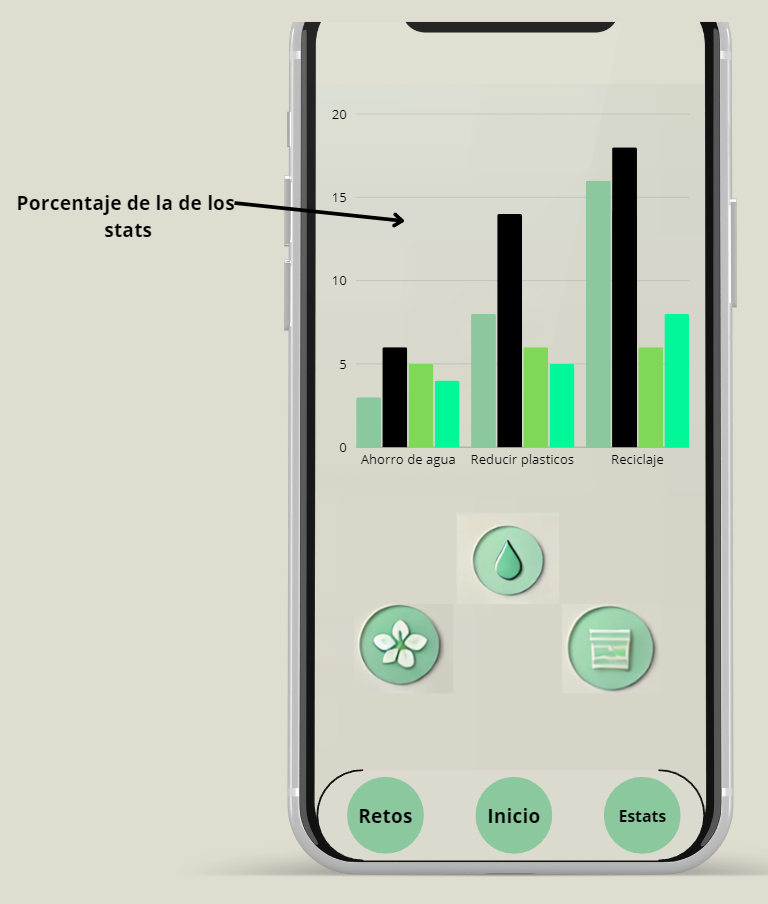 20
Porcentaje de la de los
stats
15
10
5
0
Ahorro de agua Reducir plasticos Reciclaje
Retos Inicio Estats